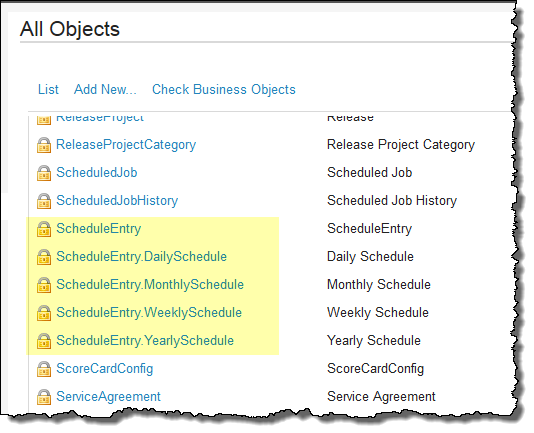 All Objects
List Add New... Check Business Objects
ReleaseProject Release
ReleaseProjectCategory Release Project Category
ScheduledJob Scheduled Job
ScheduledJobHistory Scheduled Job History
ScheduleEntry ScheduleEntry
ScheduleEntry.DailySchedule Daily Schedule
ScheduleEntry.MonthlySchedule Monthly Schedule
ScheduleEntry.WeeklySchedule Weekly Schedule
ScheduleEntry.YearlySchedule Yearly Schedule
ScoreCardConfig ScoreCardConfig
ServiceAgreement Service Agreement